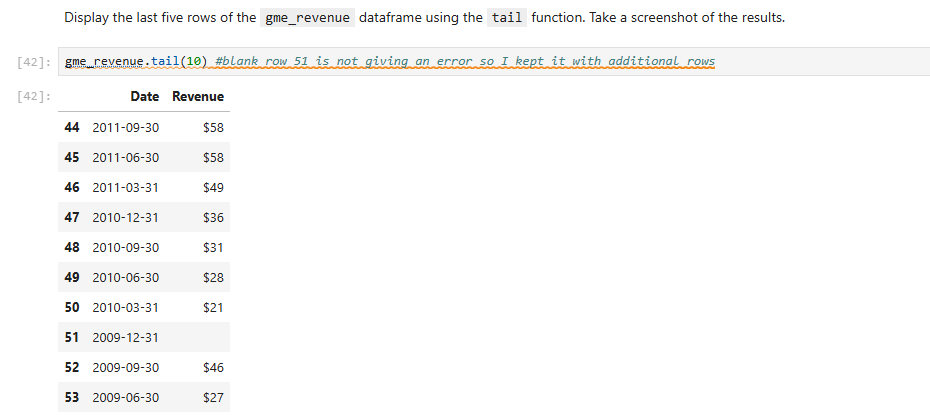 Display the last five rows of the gme_revenue dataframe using the tail function. Take a screenshot of the results.
[42]: gme_revenue.tail(10) #blank row 51 is not giving an error so I kept it with additional rows
[42]: Date Revenue
44 2011-09-30 $58
45 2011-06-30 $58
46 2011-03-31 $49
47 2010-12-31 $36
48 2010-09-30 $31
49 2010-06-30 $28
50 2010-03-31 $21
51 2009-12-31
52 2009-09-30 $46
53 2009-06-30 $27